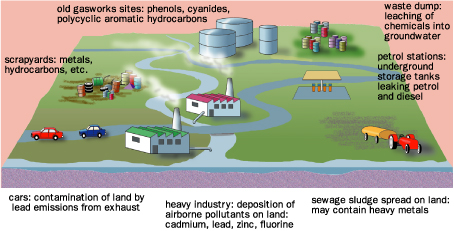 old gasworks sites: phenols, cyanides,
polycyclic aromatic hydrocarbons
waste dump:
leaching of
chemicals into
groundwater
scrapyards: metals,
hydrocarbons, etc.
petrol stations:
underground
storage tanks
leaking petrol
and diesel
cars: contamination of land by
lead emissions from exhaust
heavy industry: deposition of
airborne pollutants on land:
cadmium, lead, zinc, fluorine
sewage sludge spread on land:
may contain heavy metals